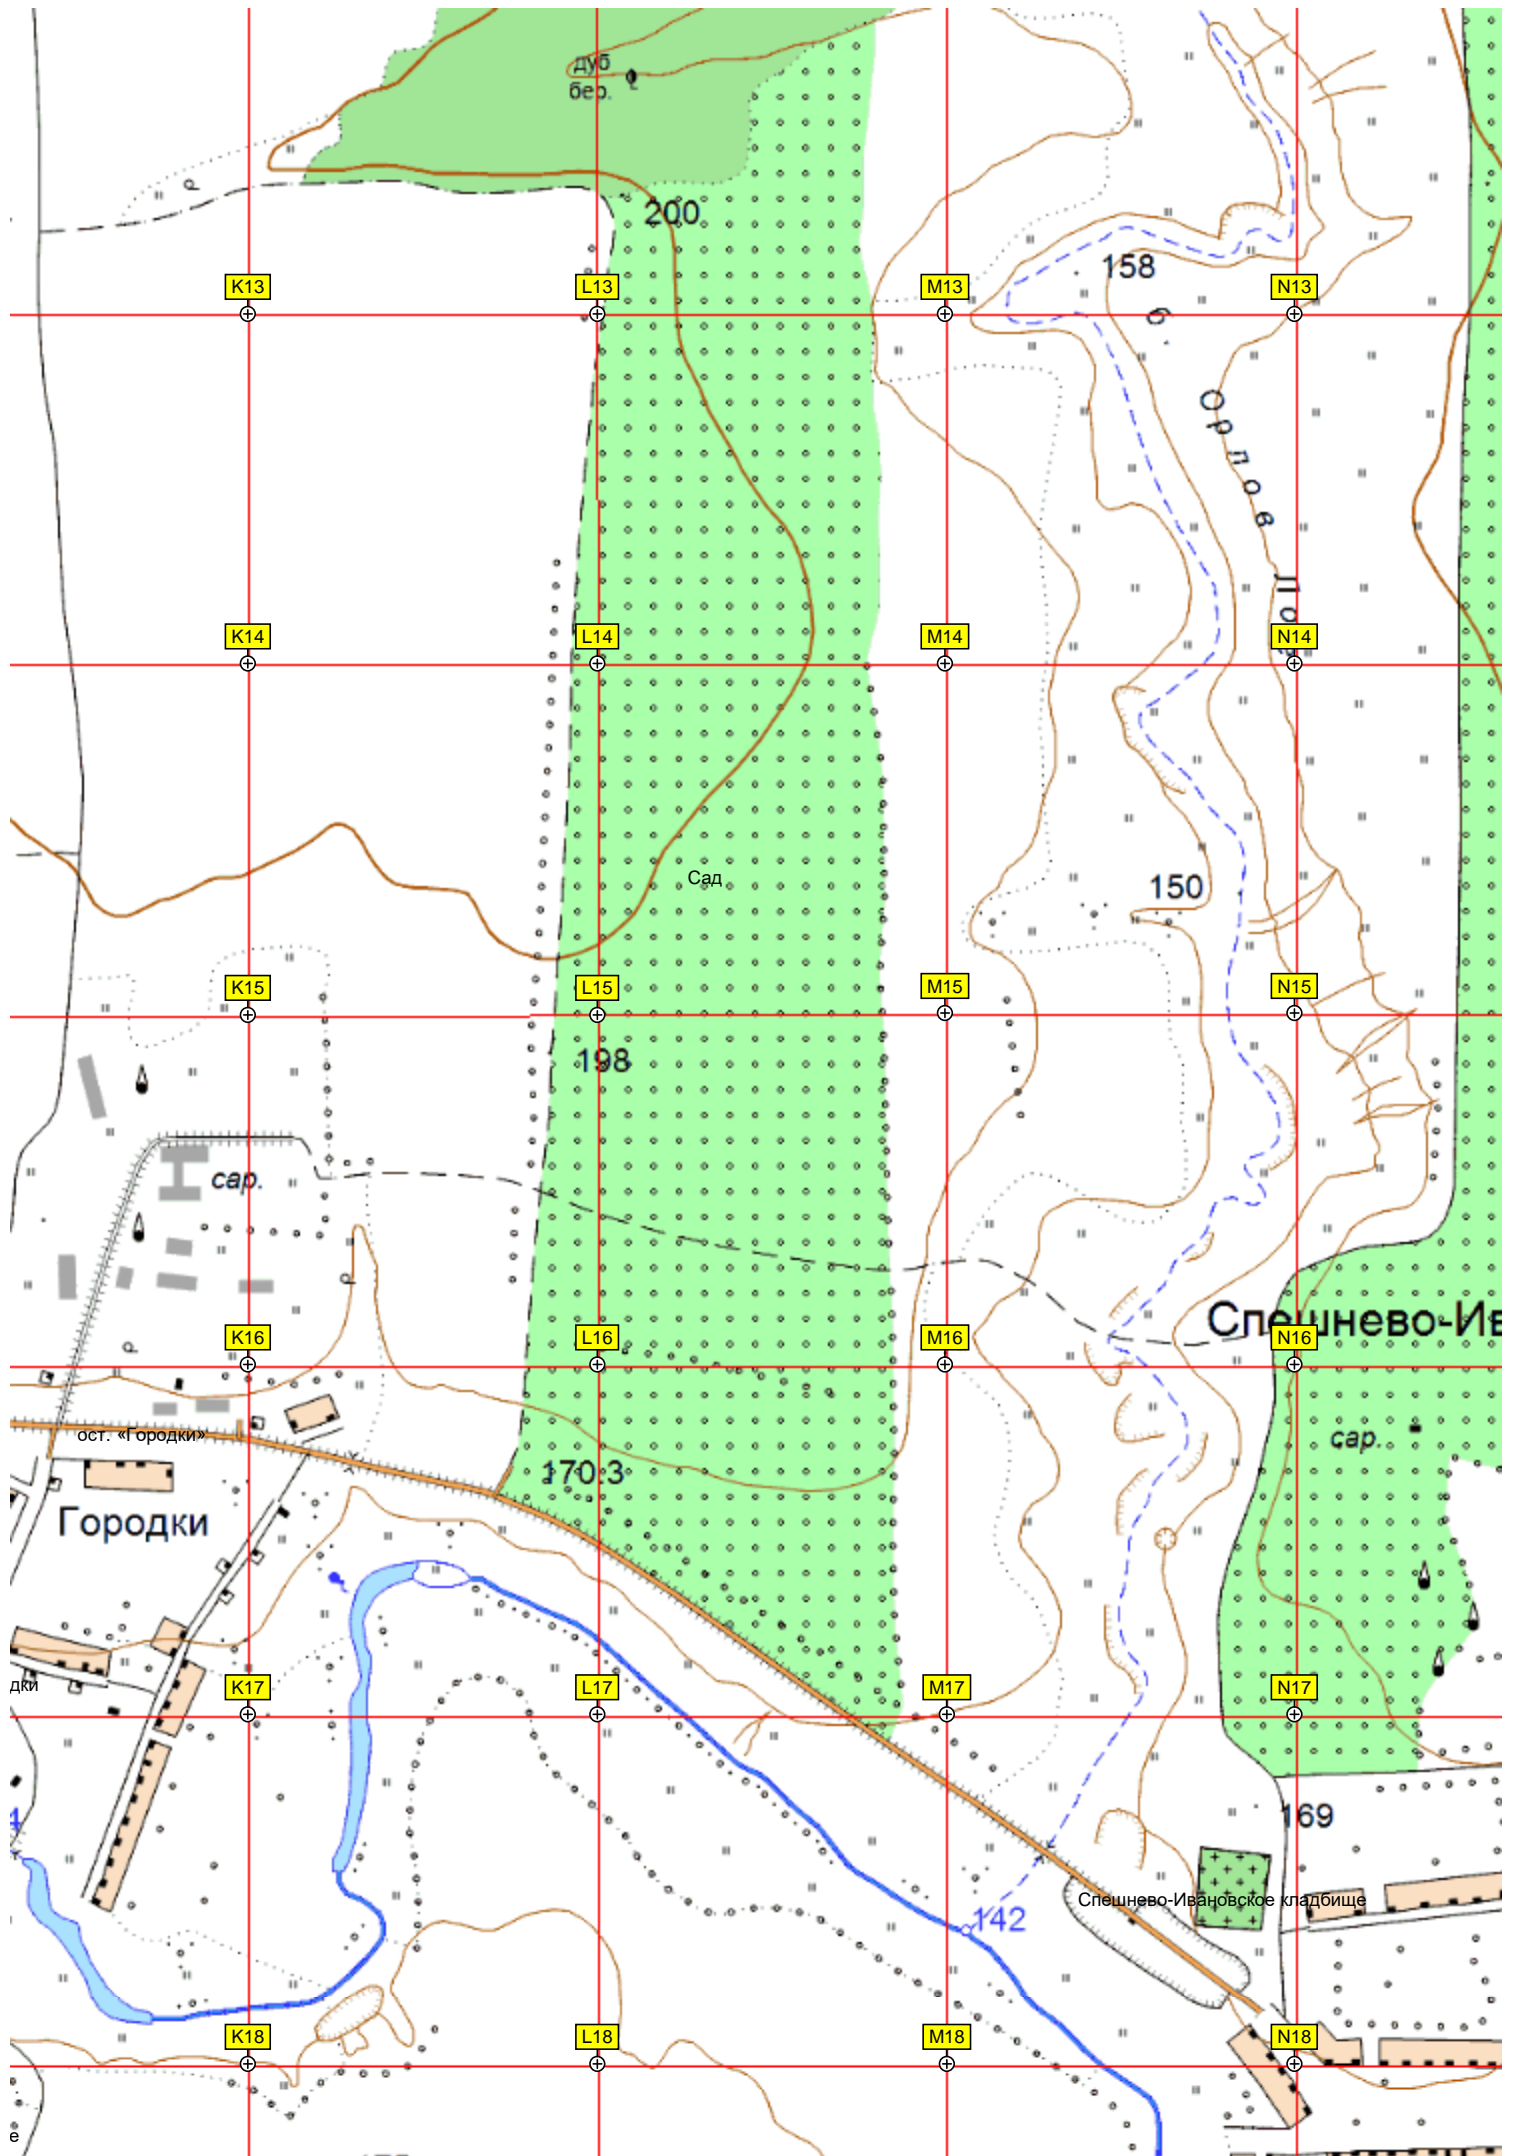 дуб
бер.
200
158
K13
L13
M13
N13
б.
Орлов
K14
L14
M14
N14
Сад
150
K15
L15
M15
N15
198
сар.
Спешнево-Ив
K16
L16
M16
N16
ост. «Городки»
сар.
170.3
Городки
дки
K17
L17
M17
N17
169
4
Спешнево-Ивановское кладбище
142
K18
L18
M18
N18
е